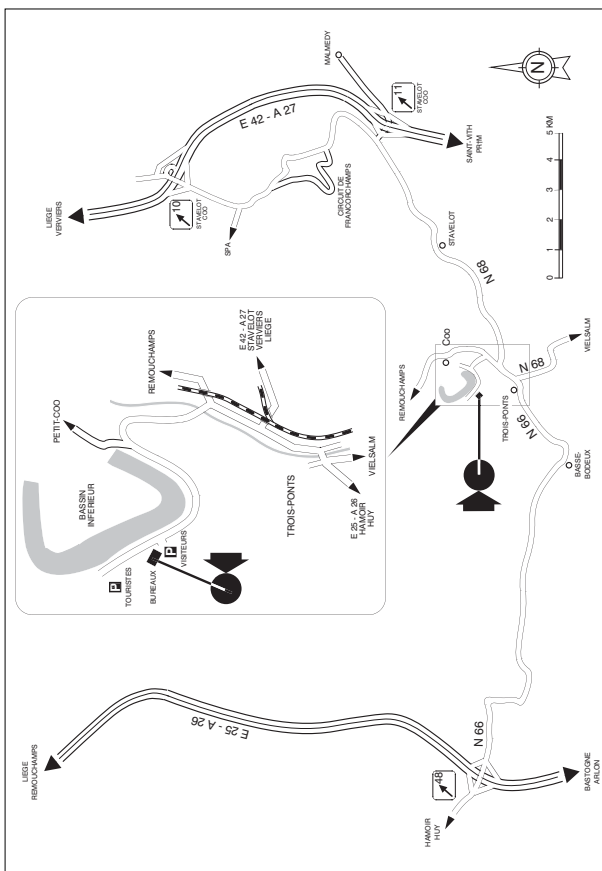 LIEGE
REMOUCHAMPS
E 25 - A 26
HAMOIR
HUY
48
N 66
BASTOGNE
ARLON
BASSIN
INFERIEUR
PETIT-COO
P
TOURISTES
BUREAUX
P
VISITEURS
REMOUCHAMPS
E 42 - A 27
STAVELOT
VERVIERS
LIEGE
TROIS-PONTS
VIELSALM
E 25 - A 26
HAMOIR
HUY
LIEGE
VERVIERS
10
STAVELOT
COO
SPA
E 42 - A 27
CIRCUIT DE
FRANCORCHAMPS
MALMEDY
11
STAVELOT
COO
SAINT-VITH
PRÜM
STAVELOT
N 68
Coo
REMOUCHAMPS
TROIS-PONTS
N 68
VIELSALM
N 66
BASSE-
BODEUX
N
0 1 2 3 4 5 KM